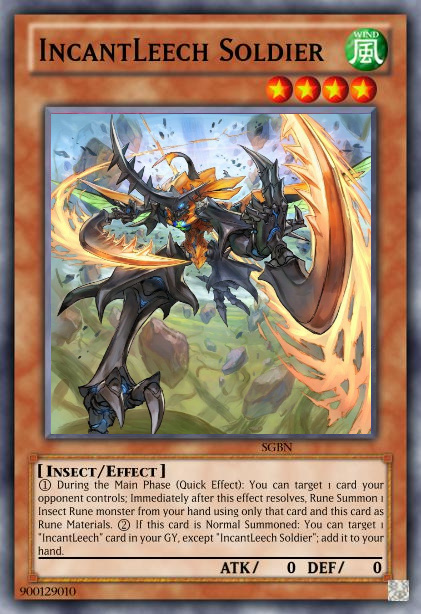 IncantLeech Soldier
WIND
風
SGBN
[ Insect/Effect ]
① During the Main Phase (Quick Effect): You can target 1 card your
opponent controls; Immediately after this effect resolves, Rune Summon 1
Insect Rune monster from your hand using only that card and this card as
Rune Materials. ② If this card is Normal Summoned: You can target 1
"IncantLeech" card in your GY, except "IncantLeech Soldier"; add it to your
hand.
ATK/ 0 DEF/ 0
900129010